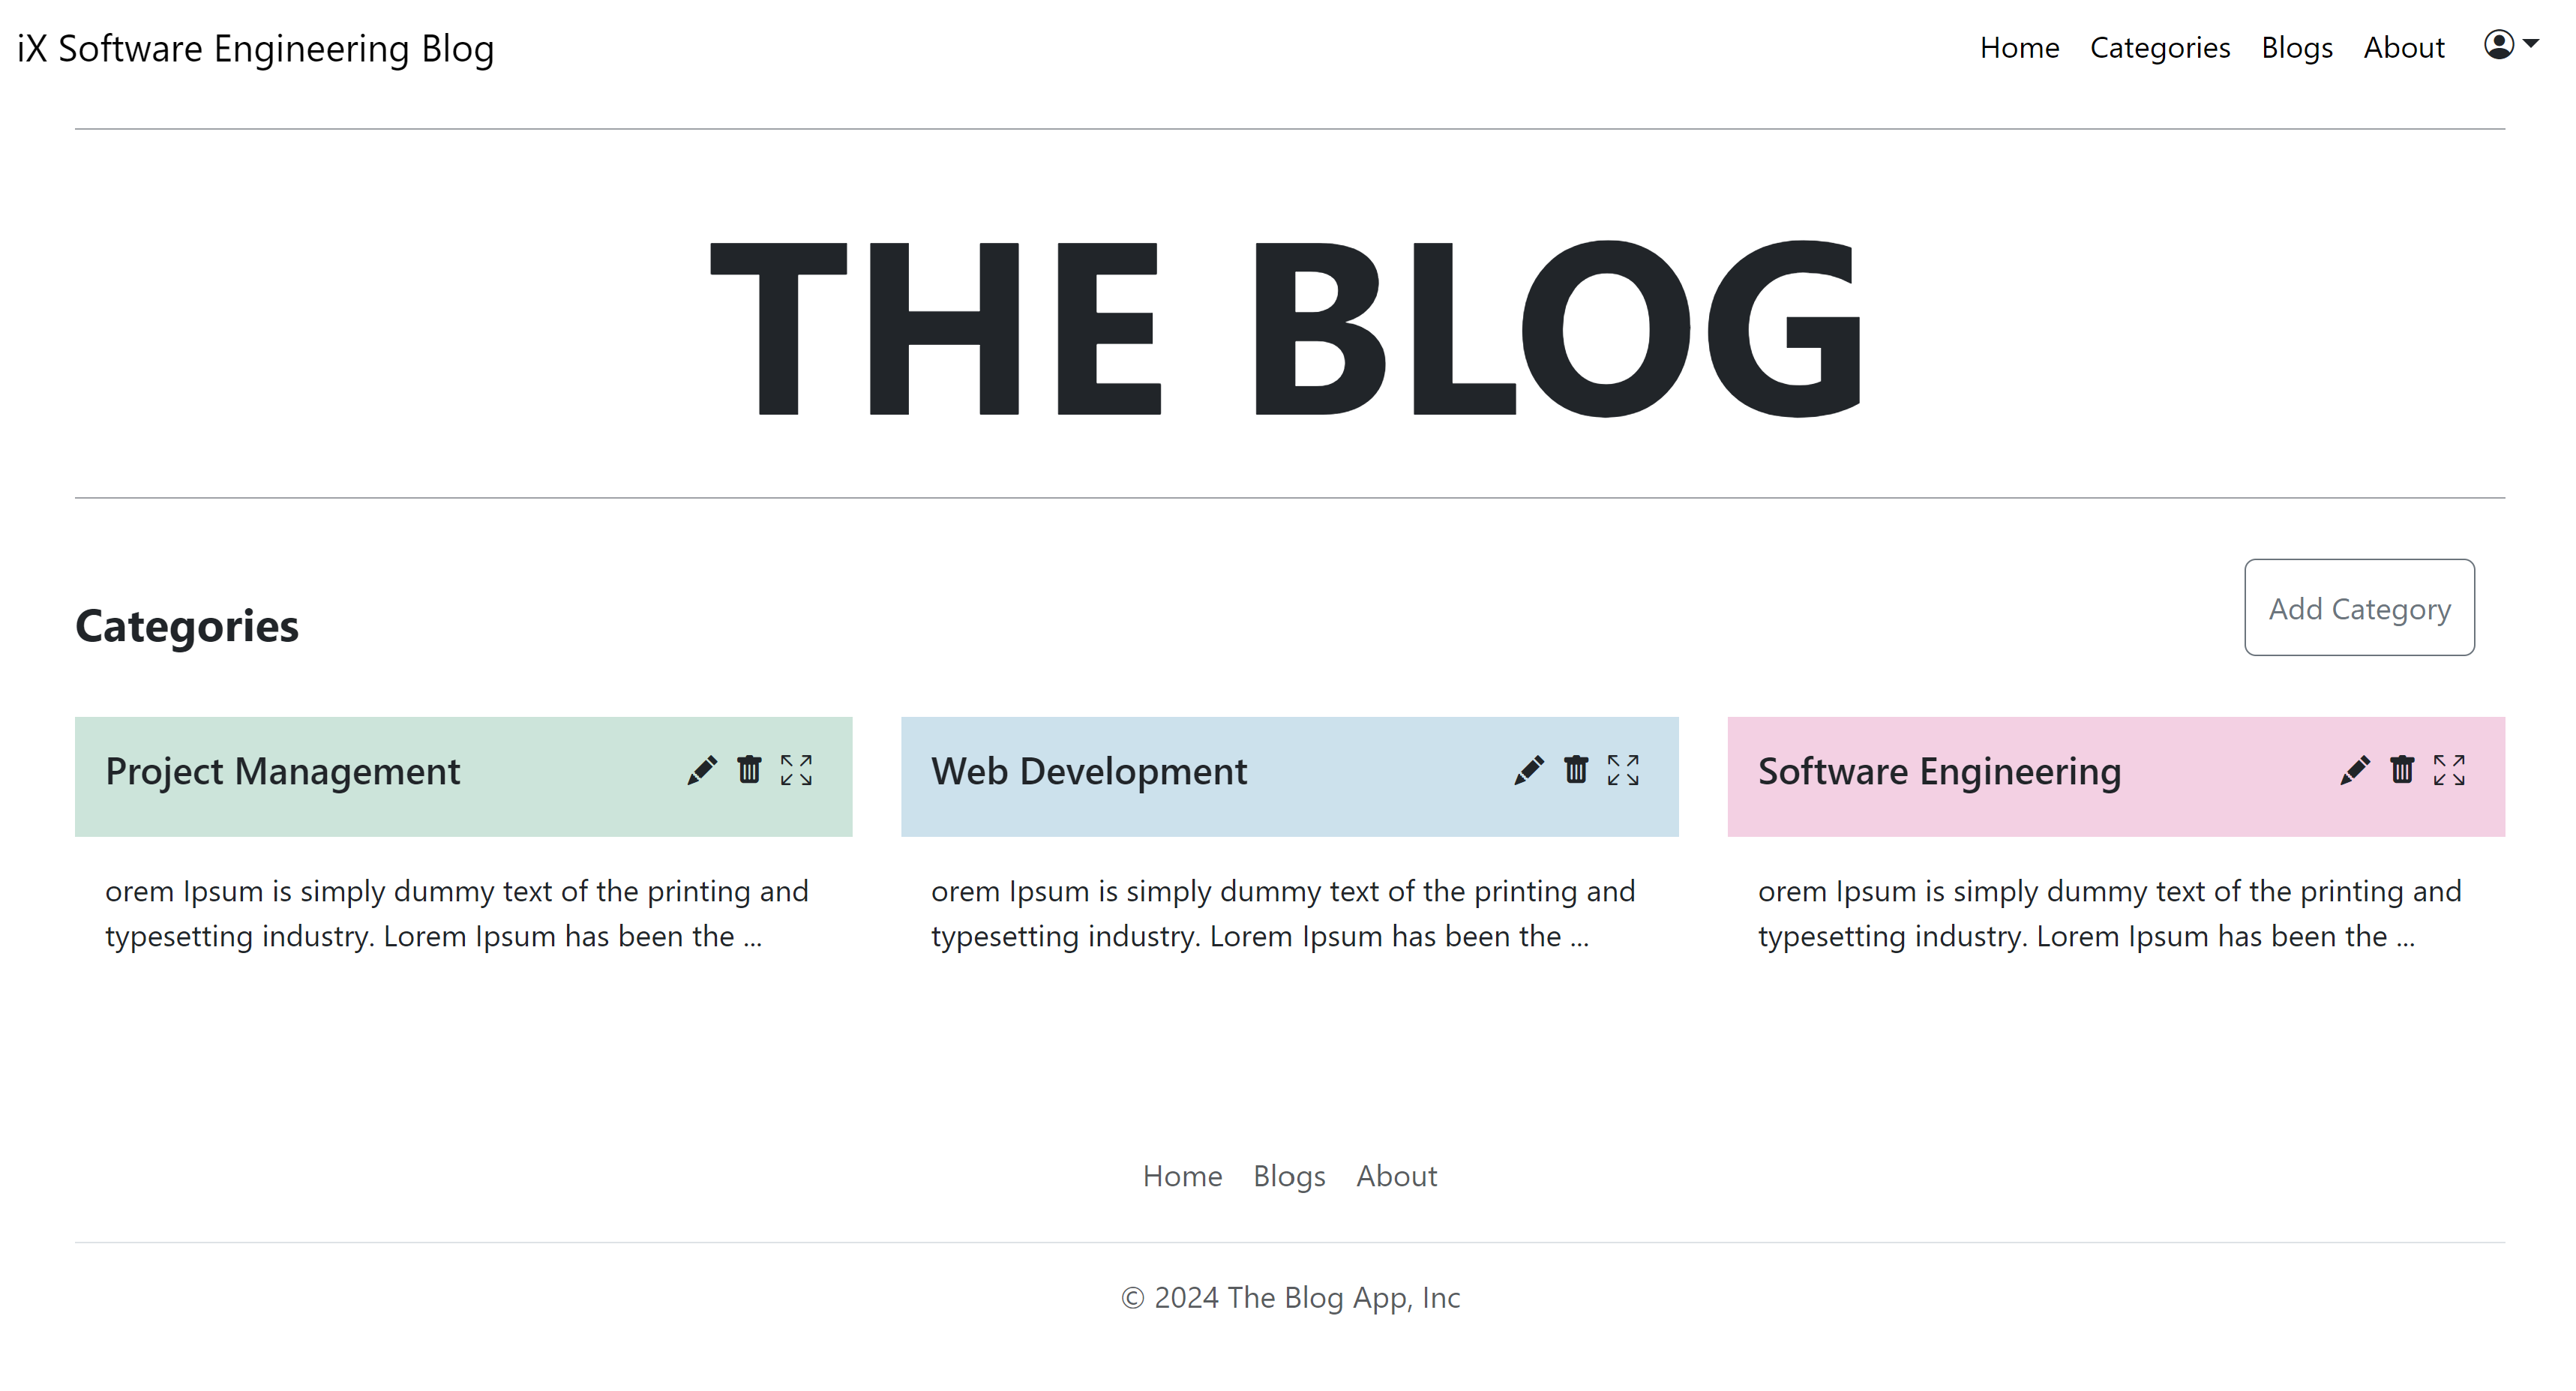 iX Software Engineering Blog
Home Categories Blogs About
THE BLOG
Categories
Add Category
Project Management
orem Ipsum is simply dummy text of the printing and
typesetting industry. Lorem Ipsum has been the ...
Web Development
orem Ipsum is simply dummy text of the printing and
typesetting industry. Lorem Ipsum has been the ...
Software Engineering
orem Ipsum is simply dummy text of the printing and
typesetting industry. Lorem Ipsum has been the ...
Home Blogs About
© 2024 The Blog App, Inc